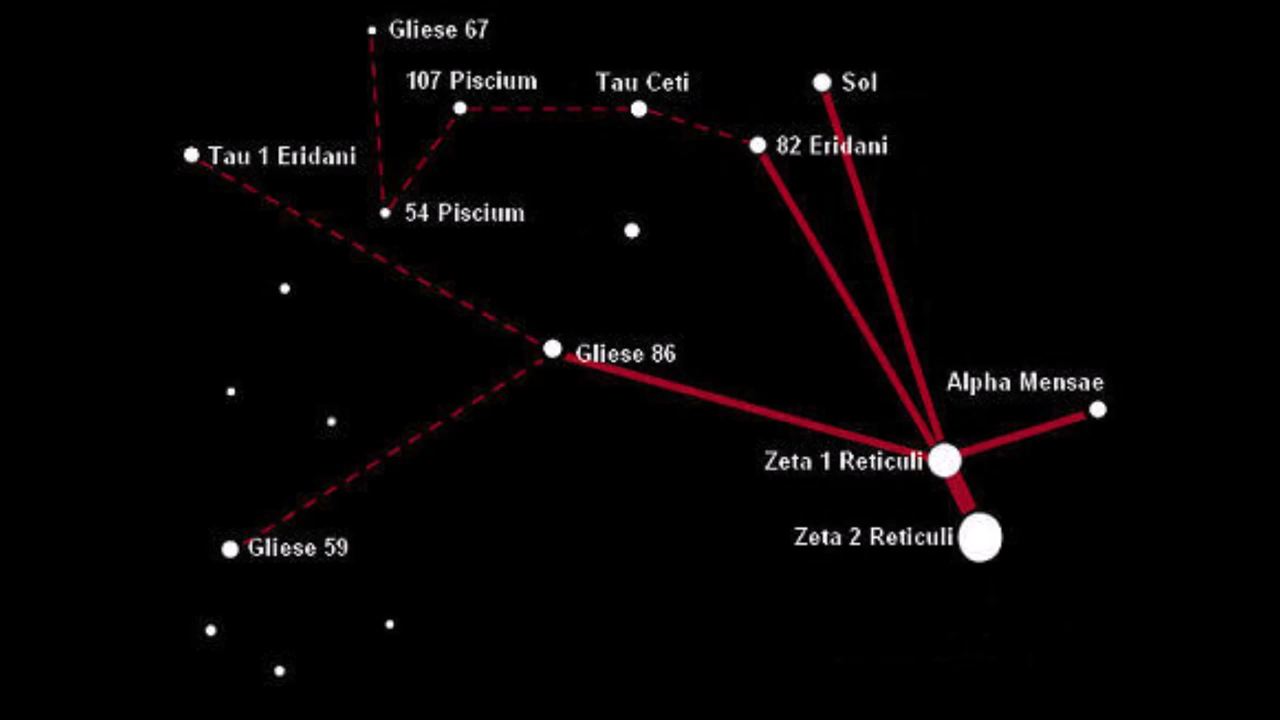 Gliese 67
107 Piscium
Tau Ceti
Sol
82 Eridani
Tau 1 Eridani
54 Piscium
Gliese 86
Alpha Mensae
Zeta 1 Reticuli
Zeta 2 Reticuli
Gliese 59